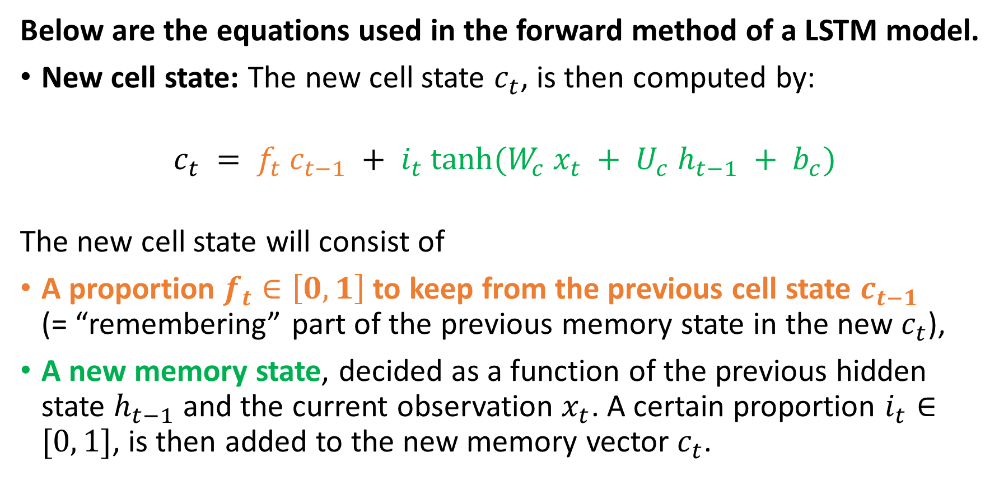 Below are the equations used in the forward method of a LSTM model.
• New cell state: The new cell state c_t, is then computed by:
c_t = f_t c_{t−1} + i_t tanh(W_c x_t + U_c h_{t−1} + b_c)
The new cell state will consist of
• A proportion f_t ∈ [0, 1] to keep from the previous cell state c_{t−1}
(= “remembering” part of the previous memory state in the new c_t),
• A new memory state, decided as a function of the previous hidden
state h_{t−1} and the current observation x_t. A certain proportion i_t ∈
[0, 1], is then added to the new memory vector c_t.